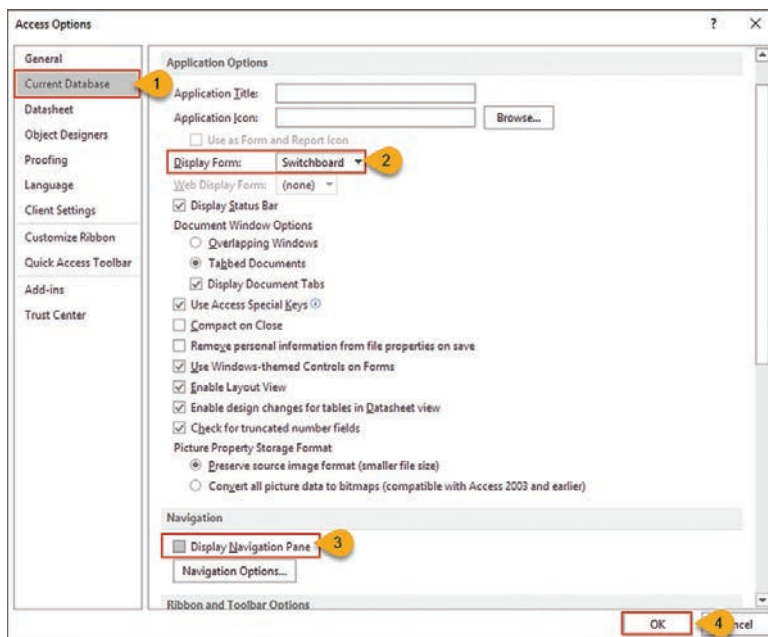 Access Options
? ×
General
Current Database
1
Datasheet
Object Designers
Proofing
Language
Client Settings
Customize Ribbon
Quick Access Toolbar
Add-ins
Trust Center
Application Options
Application Title:
Application Icon:
Browse...
Use as Form and Report Icon
Display Form: Switchboard
2
Web Display Form: (none)
Display Status Bar
Document Window Options
Overlapping Windows
Tabbed Documents
Display Document Tabs
Use Access Special Keys
Compact on Close
Remove personal information from file properties on save
Use Windows-themed Controls on Forms
Enable Layout View
Enable design changes for tables in Datasheet view
Check for truncated number fields
Picture Property Storage Format
Preserve source image format (smaller file size)
Convert all picture data to bitmaps (compatible with Access 2003 and earlier)
Navigation
Display Navigation Pane
3
Navigation Options...
Ribbon and Toolbar Options
OK
4
ncel